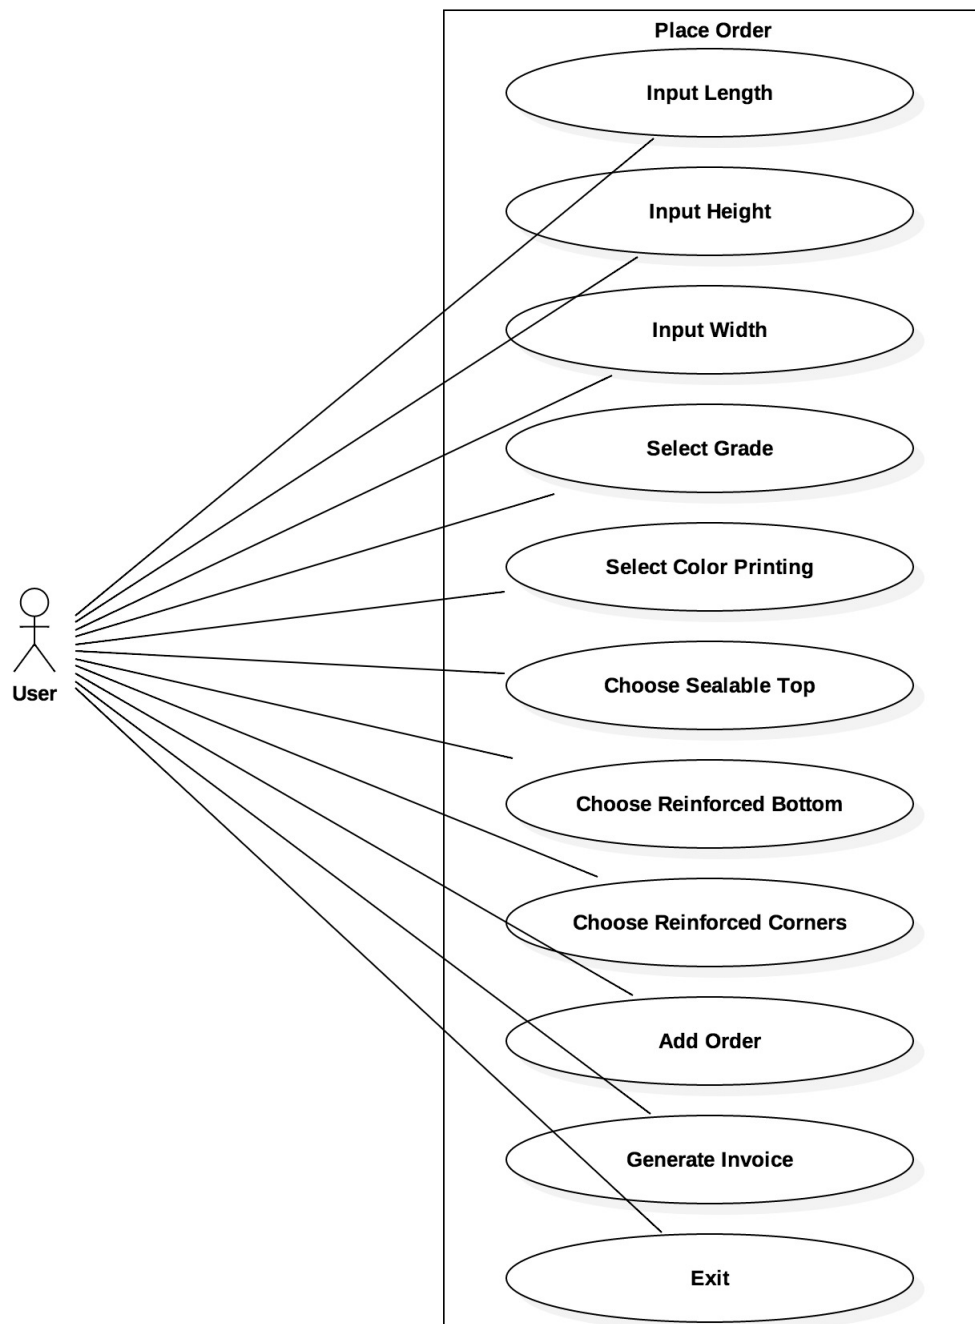 Place Order
Input Length
Input Height
Input Width
Select Grade
Select Color Printing
Choose Sealable Top
User
Choose Reinforced Bottom
Choose Reinforced Corners
Add Order
Generate Invoice
Exit